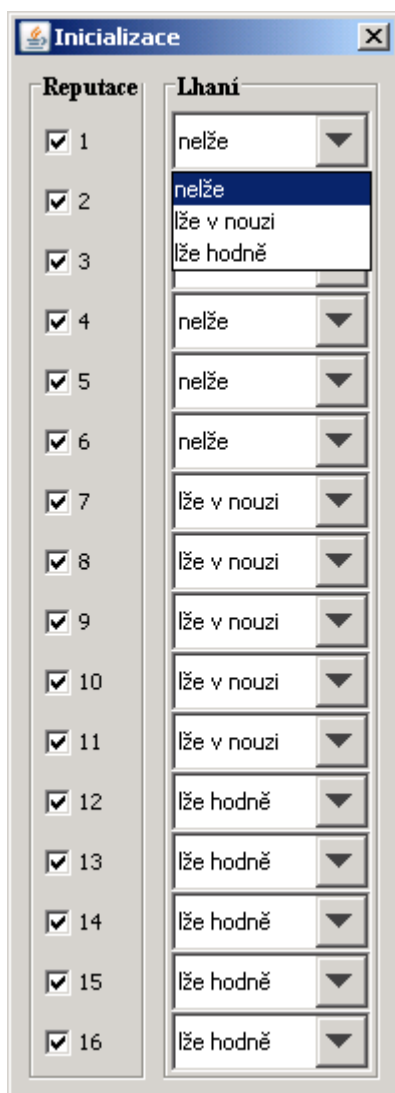 Inicializace
Reputace Lhaní
1 nelže
2 nelže
lže v nouzi
3 lže hodně
4 nelže
5 nelže
6 nelže
7 lže v nouzi
8 lže v nouzi
9 lže v nouzi
10 lže v nouzi
11 lže v nouzi
12 lže hodně
13 lže hodně
14 lže hodně
15 lže hodně
16 lže hodně